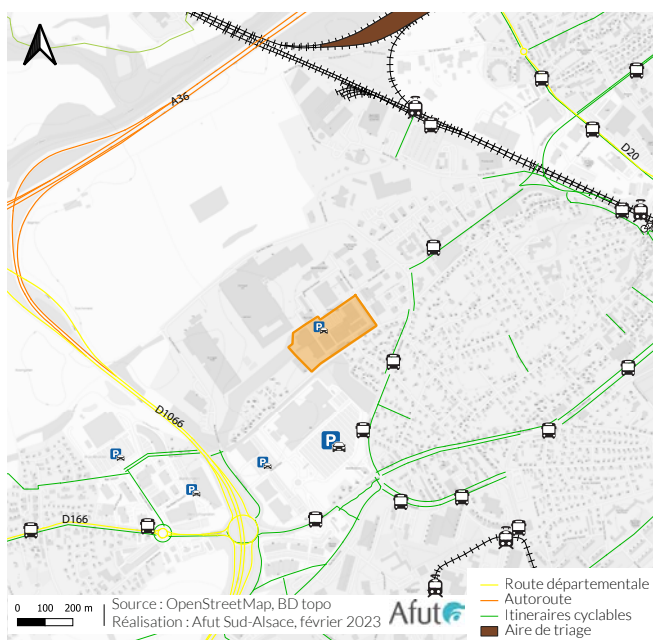 A36
D20
D1066
D166
P
P
P
P
P
0 100 200 m
Source : OpenStreetMap, BD topo
Réalisation : Afut Sud-Alsace, février 2023
Afut
Route départementale
Autoroute
Itineraires cyclables
Aire de triage